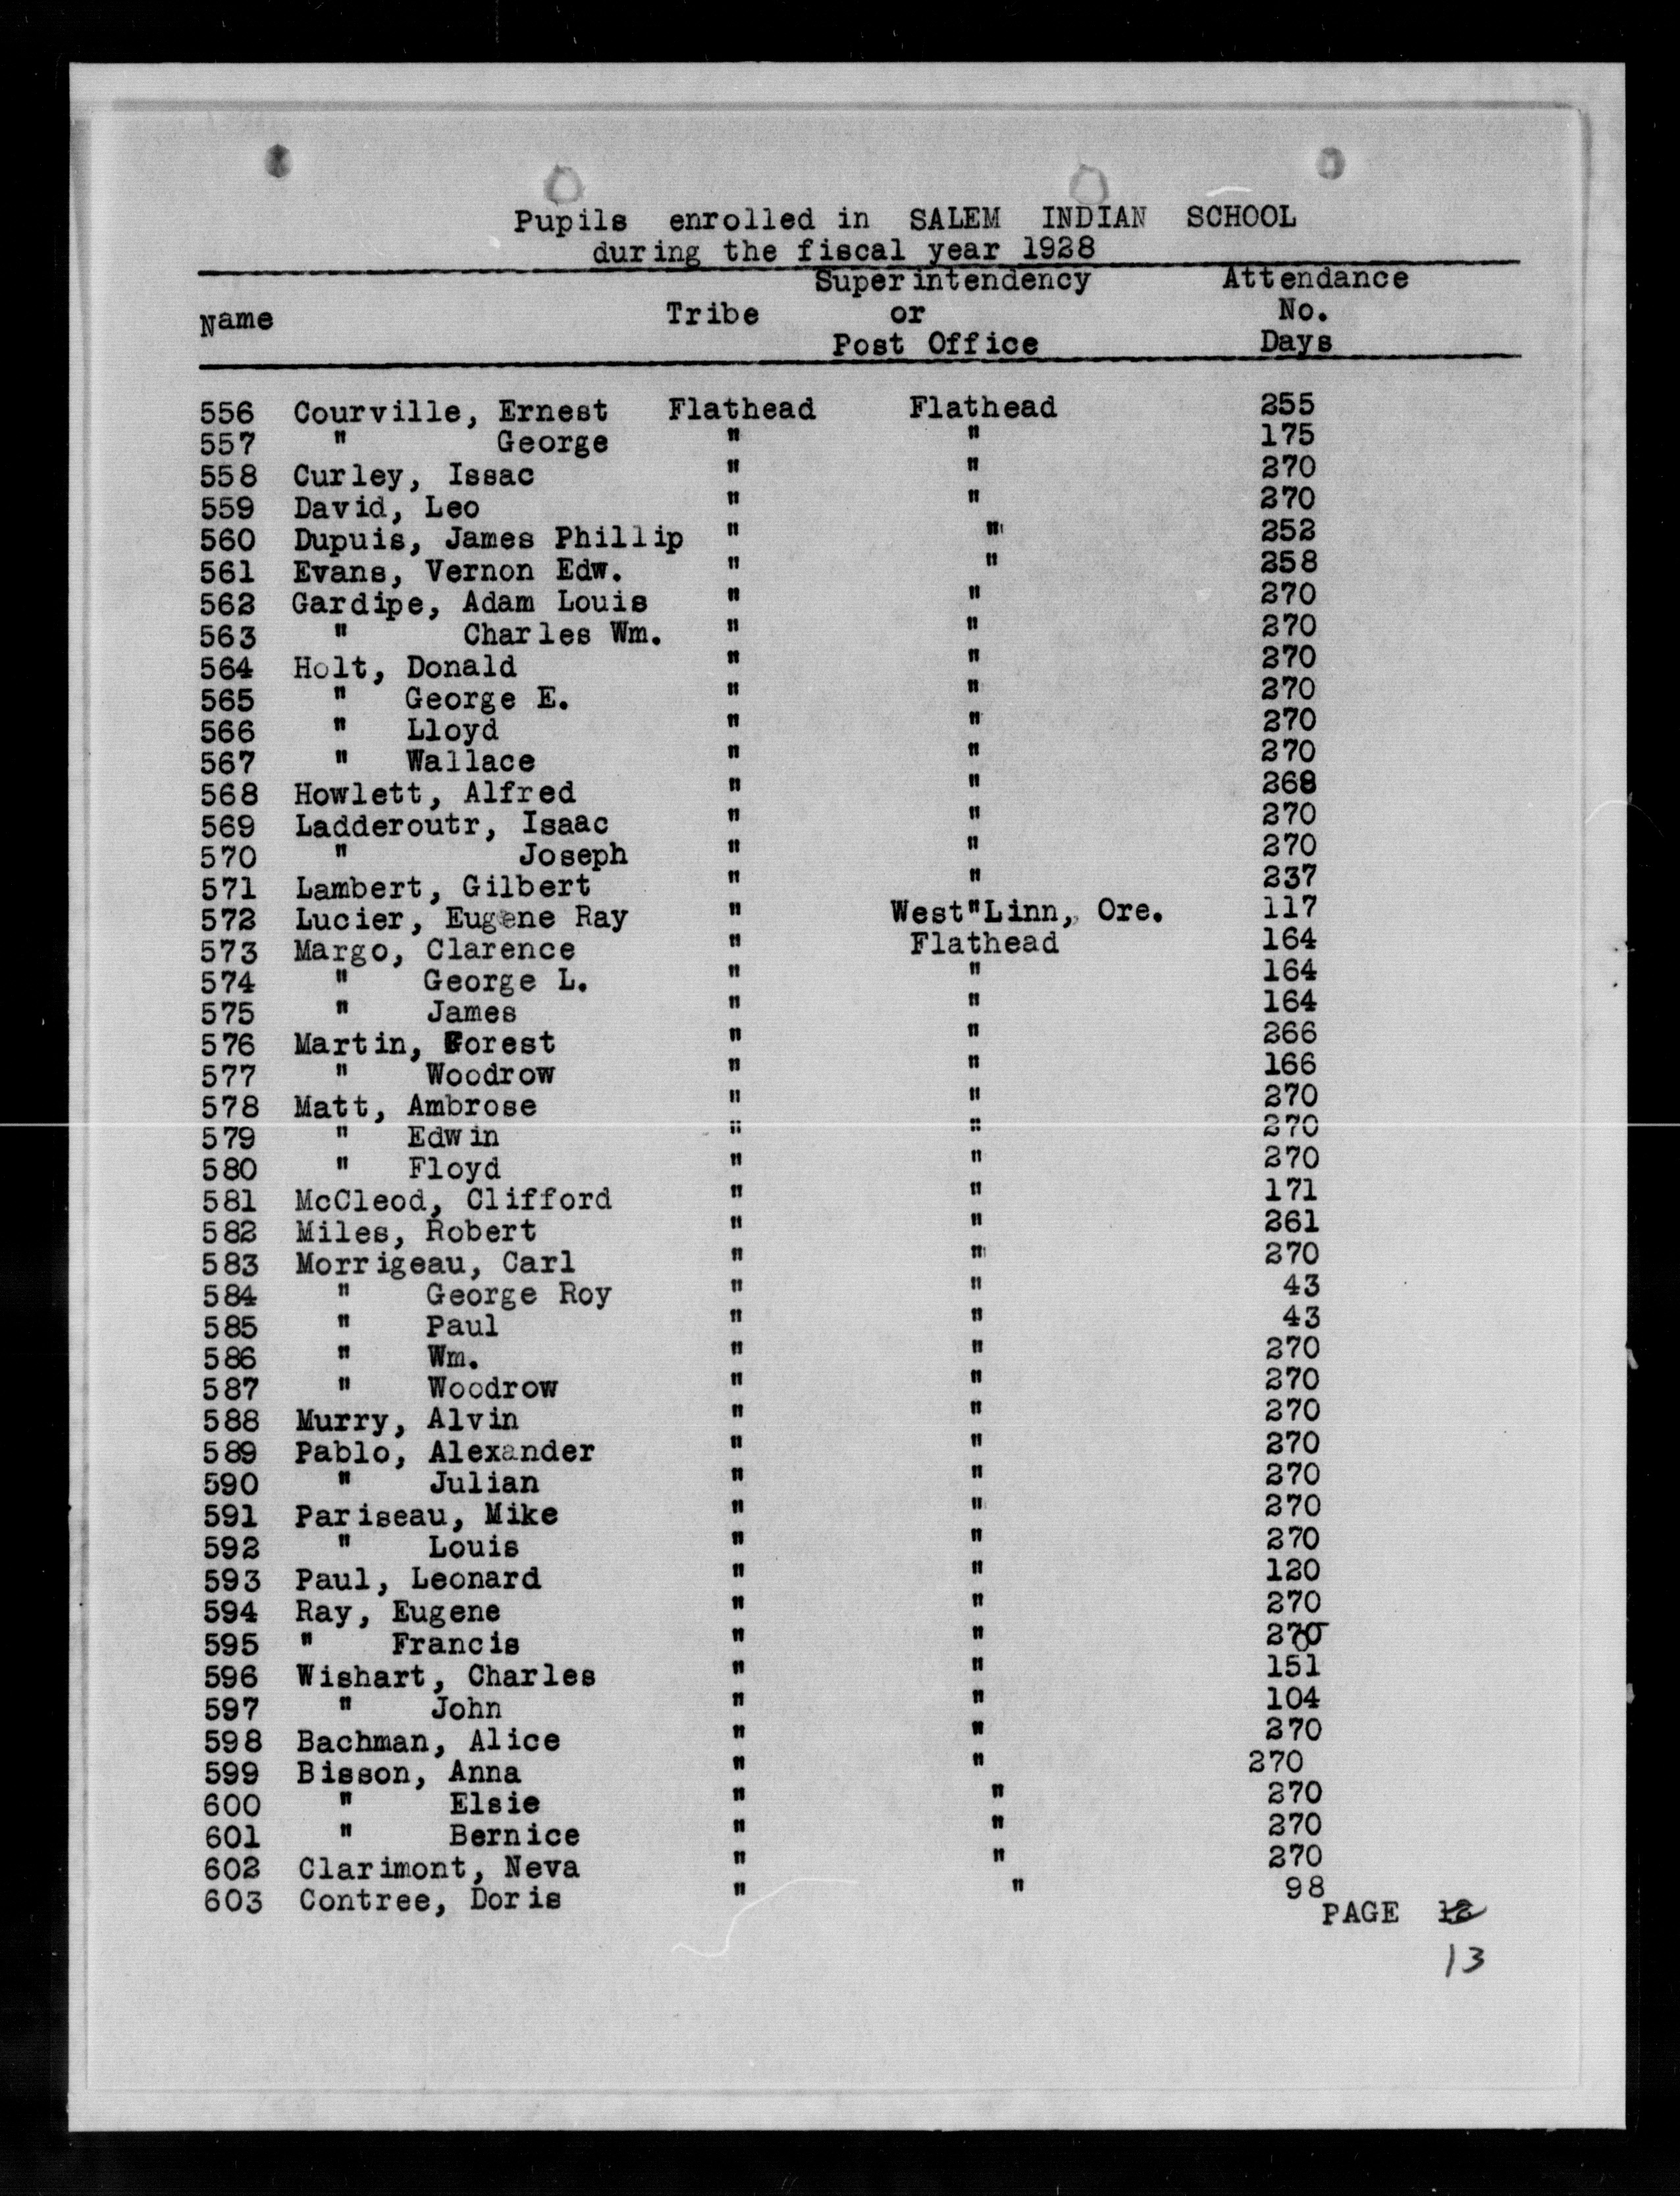 Pupils enrolled in SALEM INDIAN SCHOOL
during the fiscal year 1928
Superintendency Attendance
Name Tribe or No.
Post Office Days
556 Courville, Ernest Flathead Flathead 255
557 " George " " 175
558 Curley, Issac " " 270
559 David, Leo " " 270
560 Dupuis, James Phillip " " 252
561 Evans, Vernon Edw. " " 258
562 Gardipe, Adam Louis " " 270
563 " Charles Wm. " " 270
564 Holt, Donald " " 270
565 " George E. " " 270
566 " Lloyd " " 270
567 " Wallace " " 270
568 Howlett, Alfred " " 268
569 Ladderoutr, Isaac " " 270
570 " Joseph " " 270
571 Lambert, Gilbert " " 237
572 Lucier, Eugene Ray " West"Linn, Ore. 117
573 Margo, Clarence " Flathead 164
574 " George L. " " 164
575 " James " " 164
576 Martin, Forest " " 266
577 " Woodrow " " 166
578 Matt, Ambrose " " 270
579 " Edwin " " 270
580 " Floyd " " 270
581 McCleod, Clifford " " 171
582 Miles, Robert " " 261
583 Morrigeau, Carl " " 270
584 " George Roy " " 43
585 " Paul " " 43
586 " Wm. " " 270
587 " Woodrow " " 270
588 Murry, Alvin " " 270
589 Pablo, Alexander " " 270
590 " Julian " " 270
591 Pariseau, Mike " " 270
592 " Louis " " 270
593 Paul, Leonard " " 120
594 Ray, Eugene " " 270
595 " Francis " " 270
596 Wishart, Charles " " 151
597 " John " " 104
598 Bachman, Alice " " 270
599 Bisson, Anna " " 270
600 " Elsie " " 270
601 " Bernice " " 270
602 Clarimont, Neva " " 270
603 Contree, Doris " " 98
PAGE 12
13